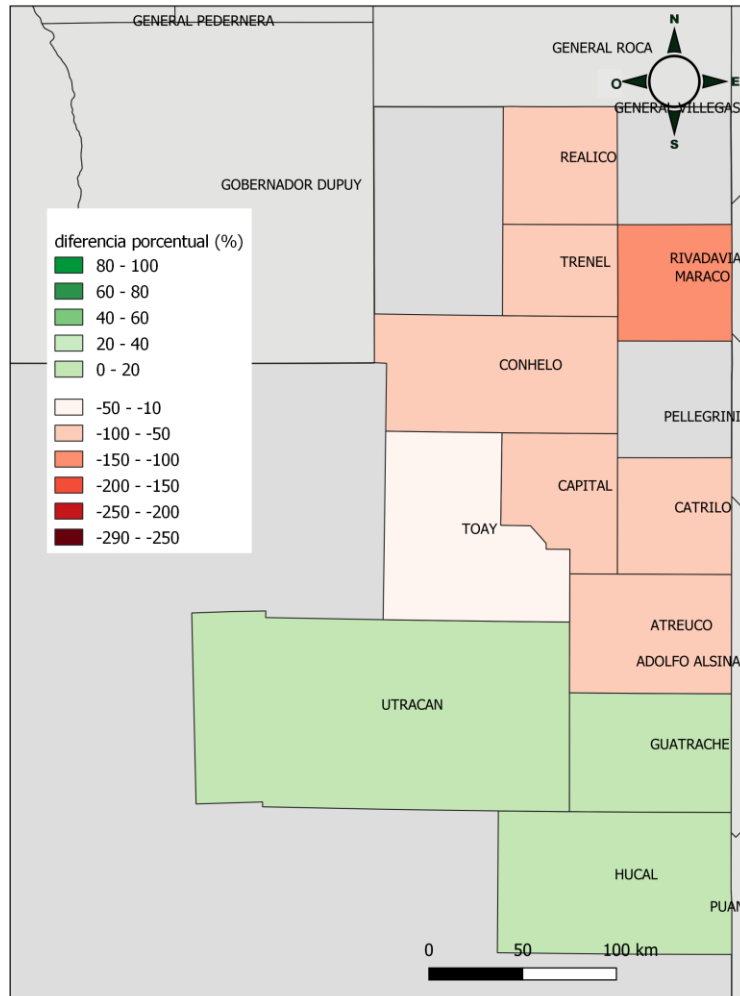 GENERAL PEDERNERA
N
GENERAL ROCA
O
E
GENERAL VILLEGAS
S
REALICO
GOBERNADOR DUPUY
diferencia porcentual (%)
80 - 100
60 - 80
40 - 60
20 - 40
0 - 20
-50 - -10
-100 - -50
-150 - -100
-200 - -150
-250 - -200
-290 - -250
TRENEL
RIVADAVIA
MARACO
CONHELO
PELLEGRINI
CAPITAL
CATRILO
TOAY
ATREUCO
ADOLFO ALSINA
UTRACAN
GUATRACHE
HUCAL
PUAN
0 50 100 km